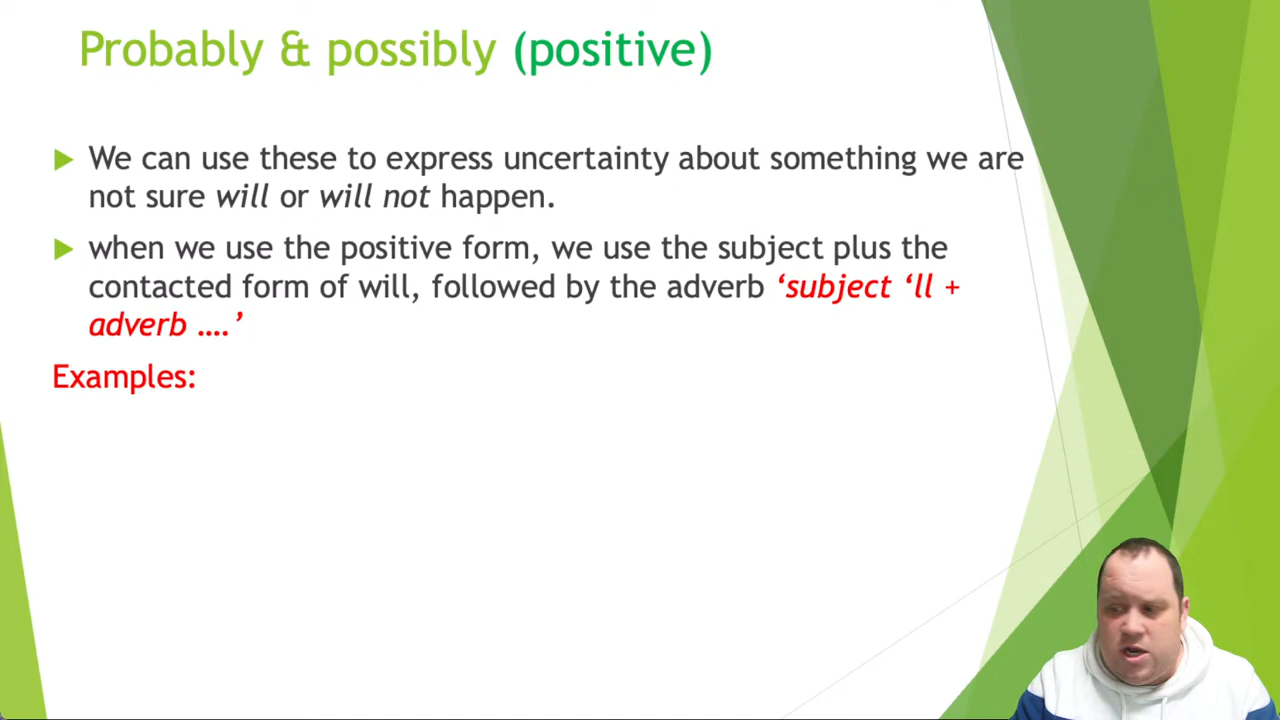 Probably & possibly (positive)
We can use these to express uncertainty about something we are
not sure will or will not happen.
when we use the positive form, we use the subject plus the
contacted form of will, followed by the adverb ‘subject ‘ll +
adverb ….’
Examples: